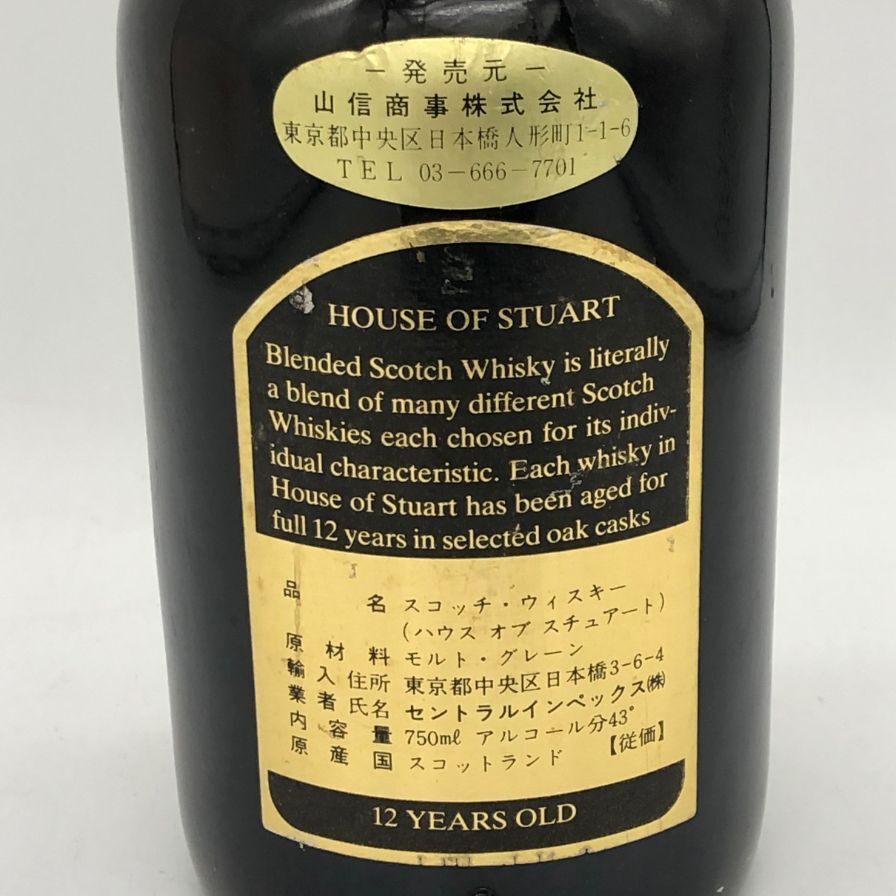 ー発売元ー
山信商事株式会社
東京都中央区日本橋人形町1-1-6
TEL 03-666-7701
HOUSE OF STUART
Blended Scotch Whisky is literally
a blend of many different Scotch
Whiskies each chosen for its indiv-
idual characteristic. Each whisky in
House of Stuart has been aged for
full 12 years in selected oak casks
品名 スコッチ・ウィスキー
(ハウス オブ スチュアート)
原材料 モルト・グレーン
輸入住所 東京都中央区日本橋3-6-4
業者氏名 セントラルインペックス㈱
内容量 750ml アルコール分43°
原産国 スコットランド 【従価】
12 YEARS OLD